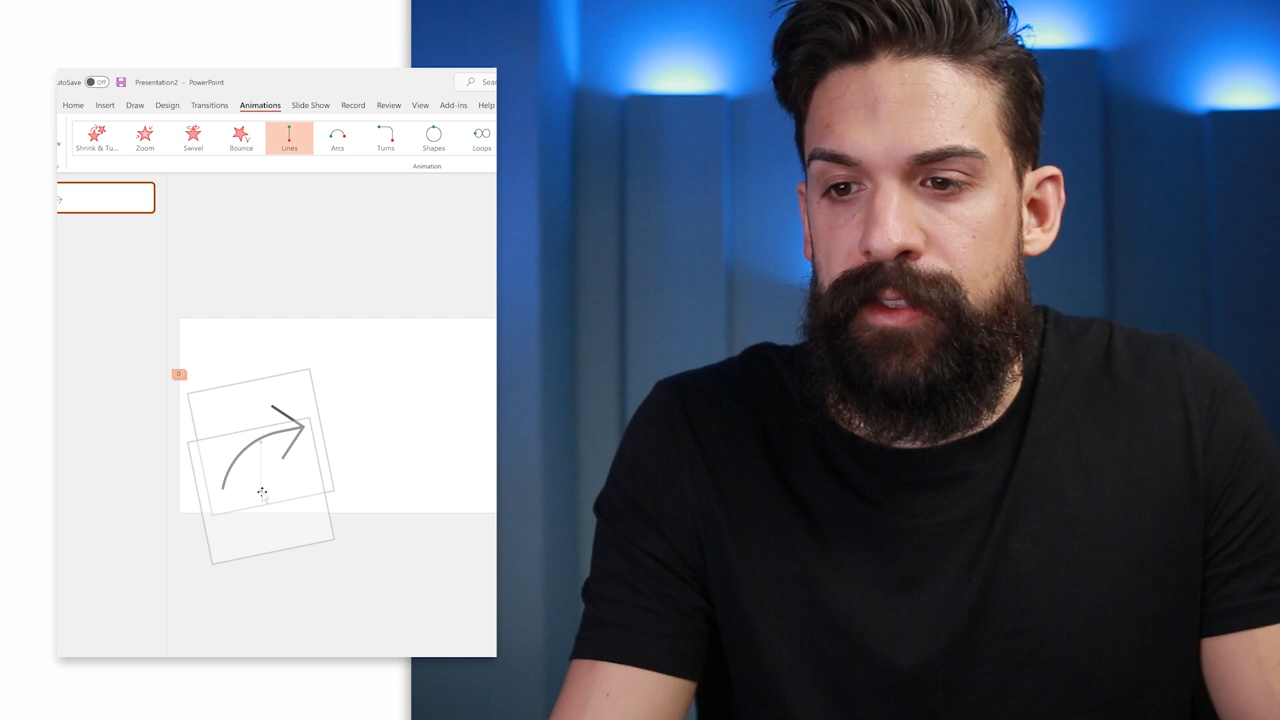 utoSave Off Presentation2 - PowerPoint Sear
Home Insert Draw Design Transitions Animations Slide Show Record Review View Add-ins Help
Shrink & Tu... Zoom Swivel Bounce Lines Arcs Turns Shapes Loops
Animation
0